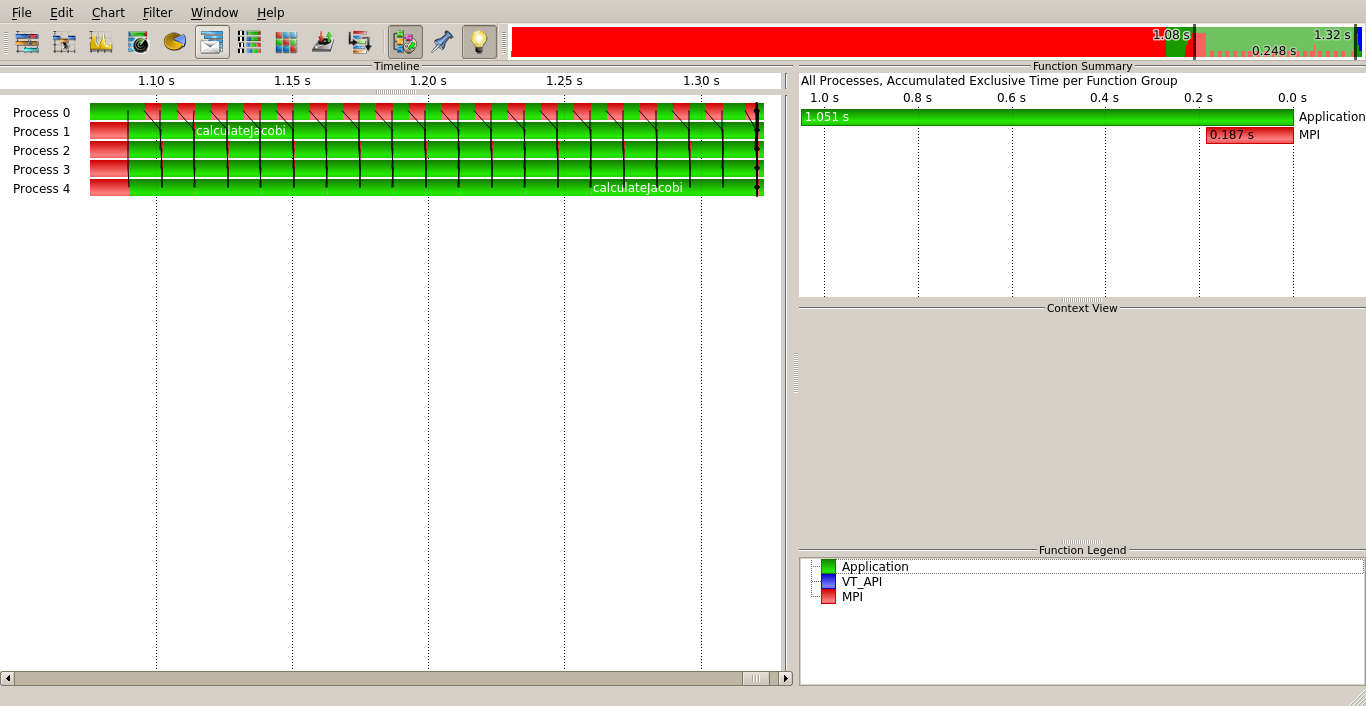 File Edit Chart Filter Window Help
1.08 s 1.32 s
0.248 s
Timeline
1.10 s 1.15 s 1.20 s 1.25 s 1.30 s
Process 0
Process 1 calculateJacobi
Process 2
Process 3
Process 4 calculateJacobi
Function Summary
All Processes, Accumulated Exclusive Time per Function Group
1.0 s 0.8 s 0.6 s 0.4 s 0.2 s 0.0 s
1.051 s Application
0.187 s MPI
Context View
Function Legend
Application
VT_API
MPI